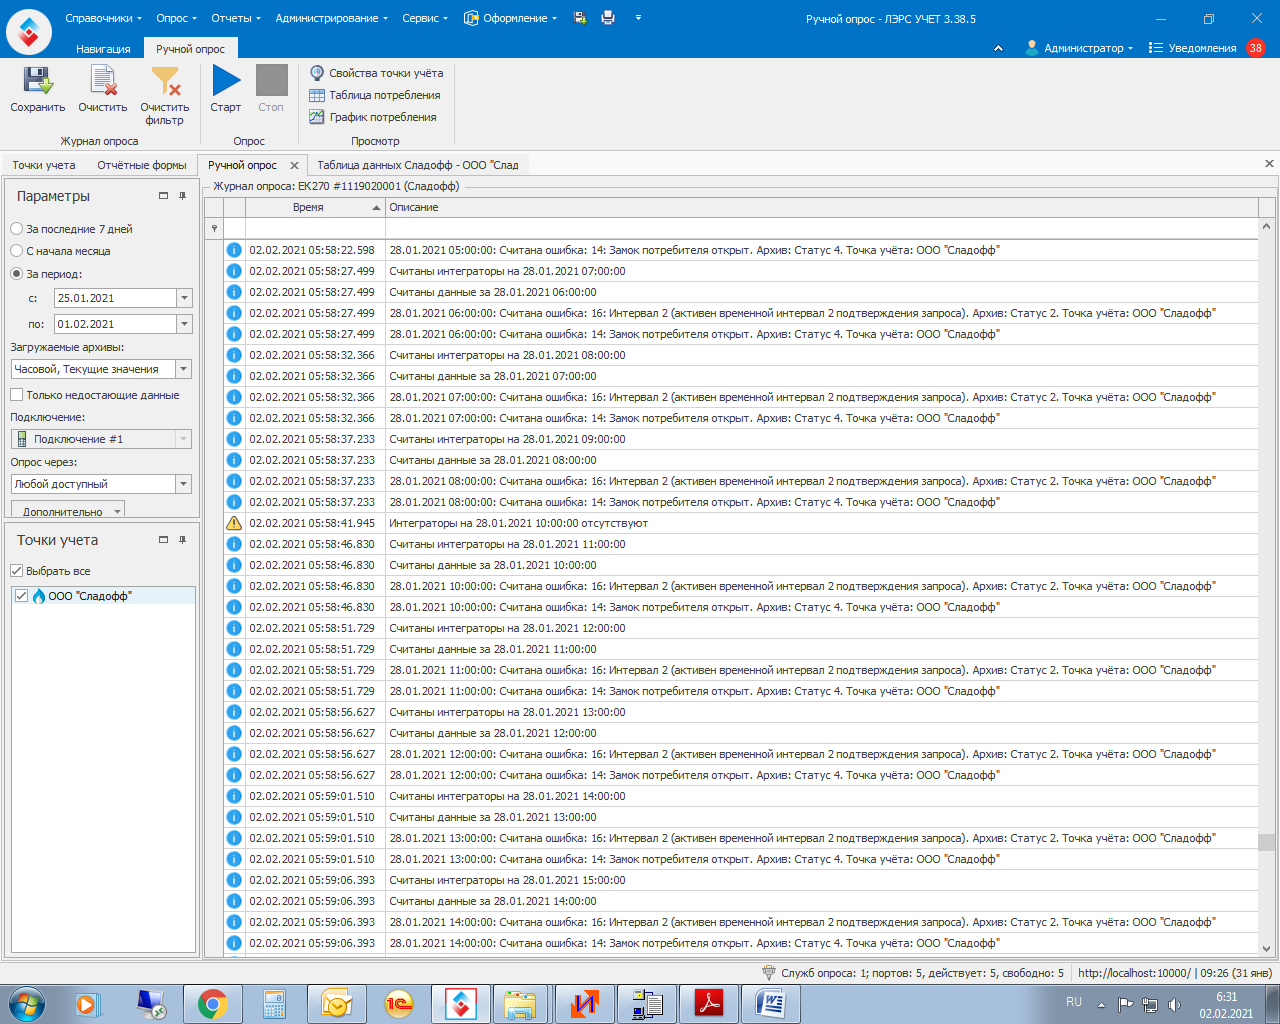 Справочники Опрос Отчеты Администрирование Сервис Оформление
Ручной опрос - ЛЭРС УЧЕТ 3.38.5
Навигация Ручной опрос
Администратор Уведомления 38
Сохранить Очистить Очистить фильтр Старт Стоп
Свойства точки учёта
Таблица потребления
График потребления
Журнал опроса Опрос Просмотр
Точки учета Отчётные формы Ручной опрос Таблица данных Сладофф - ООО "Слад
Параметры
За последние 7 дней
С начала месяца
За период:
с: 25.01.2021
по: 01.02.2021
Загружаемые архивы:
Часовой, Текущие значения
Только недостающие данные
Подключение:
Подключение #1
Опрос через:
Любой доступный
Дополнительно
Точки учета
Выбрать все
ООО "Сладофф"
Журнал опроса: ЕК270 #1119020001 (Сладофф)
Время Описание
02.02.2021 05:58:22.598 28.01.2021 05:00:00: Считана ошибка: 14: Замок потребителя открыт. Архив: Статус 4. Точка учёта: ООО "Сладофф"
02.02.2021 05:58:27.499 Считаны интеграторы на 28.01.2021 07:00:00
02.02.2021 05:58:27.499 Считаны данные за 28.01.2021 06:00:00
02.02.2021 05:58:27.499 28.01.2021 06:00:00: Считана ошибка: 16: Интервал 2 (активен временной интервал 2 подтверждения запроса). Архив: Статус 2. Точка учёта: ООО "Сладофф"
02.02.2021 05:58:27.499 28.01.2021 06:00:00: Считана ошибка: 14: Замок потребителя открыт. Архив: Статус 4. Точка учёта: ООО "Сладофф"
02.02.2021 05:58:32.366 Считаны интеграторы на 28.01.2021 08:00:00
02.02.2021 05:58:32.366 Считаны данные за 28.01.2021 07:00:00
02.02.2021 05:58:32.366 28.01.2021 07:00:00: Считана ошибка: 16: Интервал 2 (активен временной интервал 2 подтверждения запроса). Архив: Статус 2. Точка учёта: ООО "Сладофф"
02.02.2021 05:58:32.366 28.01.2021 07:00:00: Считана ошибка: 14: Замок потребителя открыт. Архив: Статус 4. Точка учёта: ООО "Сладофф"
02.02.2021 05:58:37.233 Считаны интеграторы на 28.01.2021 09:00:00
02.02.2021 05:58:37.233 Считаны данные за 28.01.2021 08:00:00
02.02.2021 05:58:37.233 28.01.2021 08:00:00: Считана ошибка: 16: Интервал 2 (активен временной интервал 2 подтверждения запроса). Архив: Статус 2. Точка учёта: ООО "Сладофф"
02.02.2021 05:58:37.233 28.01.2021 08:00:00: Считана ошибка: 14: Замок потребителя открыт. Архив: Статус 4. Точка учёта: ООО "Сладофф"
02.02.2021 05:58:41.945 Интеграторы на 28.01.2021 10:00:00 отсутствуют
02.02.2021 05:58:46.830 Считаны интеграторы на 28.01.2021 11:00:00
02.02.2021 05:58:46.830 Считаны данные за 28.01.2021 10:00:00
02.02.2021 05:58:46.830 28.01.2021 10:00:00: Считана ошибка: 16: Интервал 2 (активен временной интервал 2 подтверждения запроса). Архив: Статус 2. Точка учёта: ООО "Сладофф"
02.02.2021 05:58:46.830 28.01.2021 10:00:00: Считана ошибка: 14: Замок потребителя открыт. Архив: Статус 4. Точка учёта: ООО "Сладофф"
02.02.2021 05:58:51.729 Считаны интеграторы на 28.01.2021 12:00:00
02.02.2021 05:58:51.729 Считаны данные за 28.01.2021 11:00:00
02.02.2021 05:58:51.729 28.01.2021 11:00:00: Считана ошибка: 16: Интервал 2 (активен временной интервал 2 подтверждения запроса). Архив: Статус 2. Точка учёта: ООО "Сладофф"
02.02.2021 05:58:51.729 28.01.2021 11:00:00: Считана ошибка: 14: Замок потребителя открыт. Архив: Статус 4. Точка учёта: ООО "Сладофф"
02.02.2021 05:58:56.627 Считаны интеграторы на 28.01.2021 13:00:00
02.02.2021 05:58:56.627 Считаны данные за 28.01.2021 12:00:00
02.02.2021 05:58:56.627 28.01.2021 12:00:00: Считана ошибка: 16: Интервал 2 (активен временной интервал 2 подтверждения запроса). Архив: Статус 2. Точка учёта: ООО "Сладофф"
02.02.2021 05:58:56.627 28.01.2021 12:00:00: Считана ошибка: 14: Замок потребителя открыт. Архив: Статус 4. Точка учёта: ООО "Сладофф"
02.02.2021 05:59:01.510 Считаны интеграторы на 28.01.2021 14:00:00
02.02.2021 05:59:01.510 Считаны данные за 28.01.2021 13:00:00
02.02.2021 05:59:01.510 28.01.2021 13:00:00: Считана ошибка: 16: Интервал 2 (активен временной интервал 2 подтверждения запроса). Архив: Статус 2. Точка учёта: ООО "Сладофф"
02.02.2021 05:59:01.510 28.01.2021 13:00:00: Считана ошибка: 14: Замок потребителя открыт. Архив: Статус 4. Точка учёта: ООО "Сладофф"
02.02.2021 05:59:06.393 Считаны интеграторы на 28.01.2021 15:00:00
02.02.2021 05:59:06.393 Считаны данные за 28.01.2021 14:00:00
02.02.2021 05:59:06.393 28.01.2021 14:00:00: Считана ошибка: 16: Интервал 2 (активен временной интервал 2 подтверждения запроса). Архив: Статус 2. Точка учёта: ООО "Сладофф"
02.02.2021 05:59:06.393 28.01.2021 14:00:00: Считана ошибка: 14: Замок потребителя открыт. Архив: Статус 4. Точка учёта: ООО "Сладофф"
Служб опроса: 1; портов: 5, действует: 5, свободно: 5 http://localhost:10000/ | 09:26 (31 янв)
RU 6:31
02.02.2021